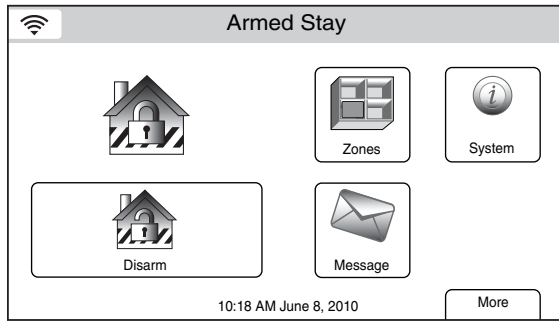 Armed Stay
Zones
System
Disarm
Message
10:18 AM June 8, 2010
More